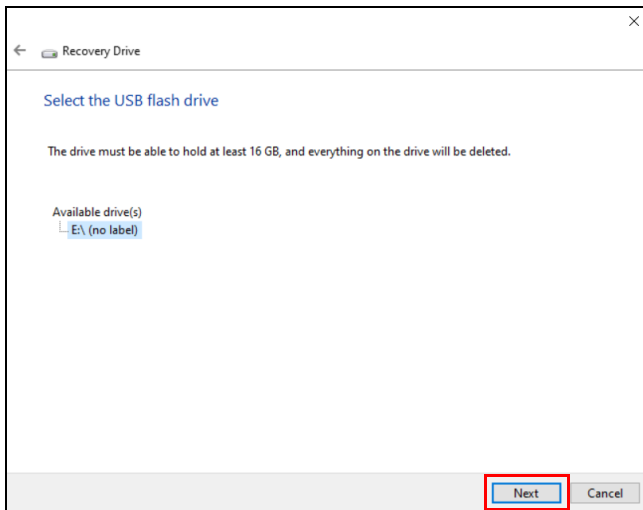 Recovery Drive
Select the USB flash drive
The drive must be able to hold at least 16 GB, and everything on the drive will be deleted.
Available drive(s)
E:\ (no label)
Next
Cancel